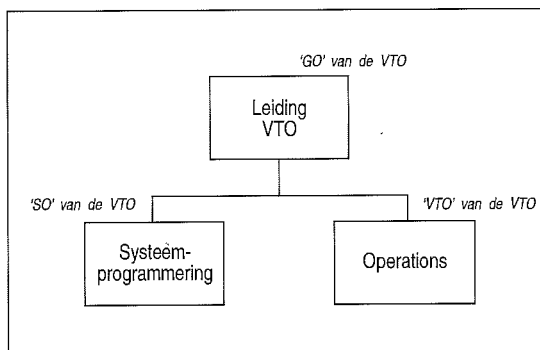 'GO' van de VTO
Leiding
VTO
'SO' van de VTO
'VTO' van de VTO
Systeem-
programmering
Operations